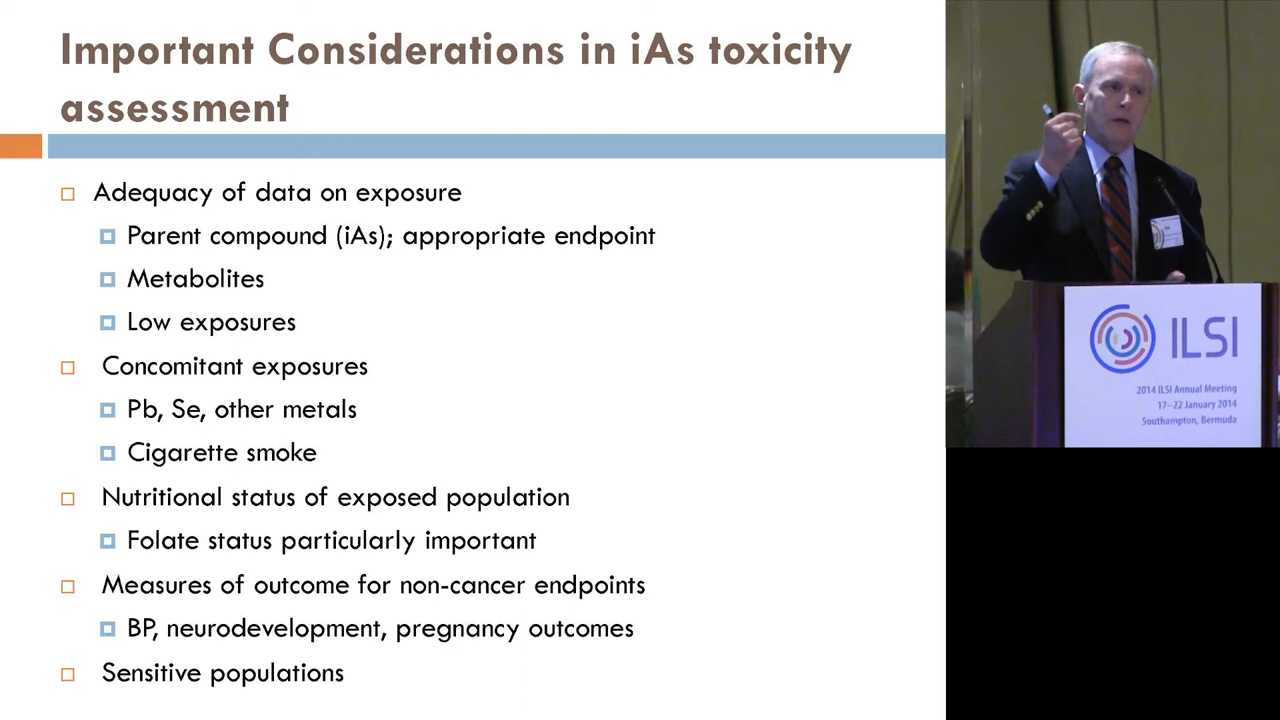 Important Considerations in iAs toxicity
assessment
Adequacy of data on exposure
Parent compound (iAs); appropriate endpoint
Metabolites
Low exposures
Concomitant exposures
Pb, Se, other metals
Cigarette smoke
Nutritional status of exposed population
Folate status particularly important
Measures of outcome for non-cancer endpoints
BP, neurodevelopment, pregnancy outcomes
Sensitive populations
ILSI
2014 ILSI Annual Meeting
17–22 January 2014
Southampton, Bermuda